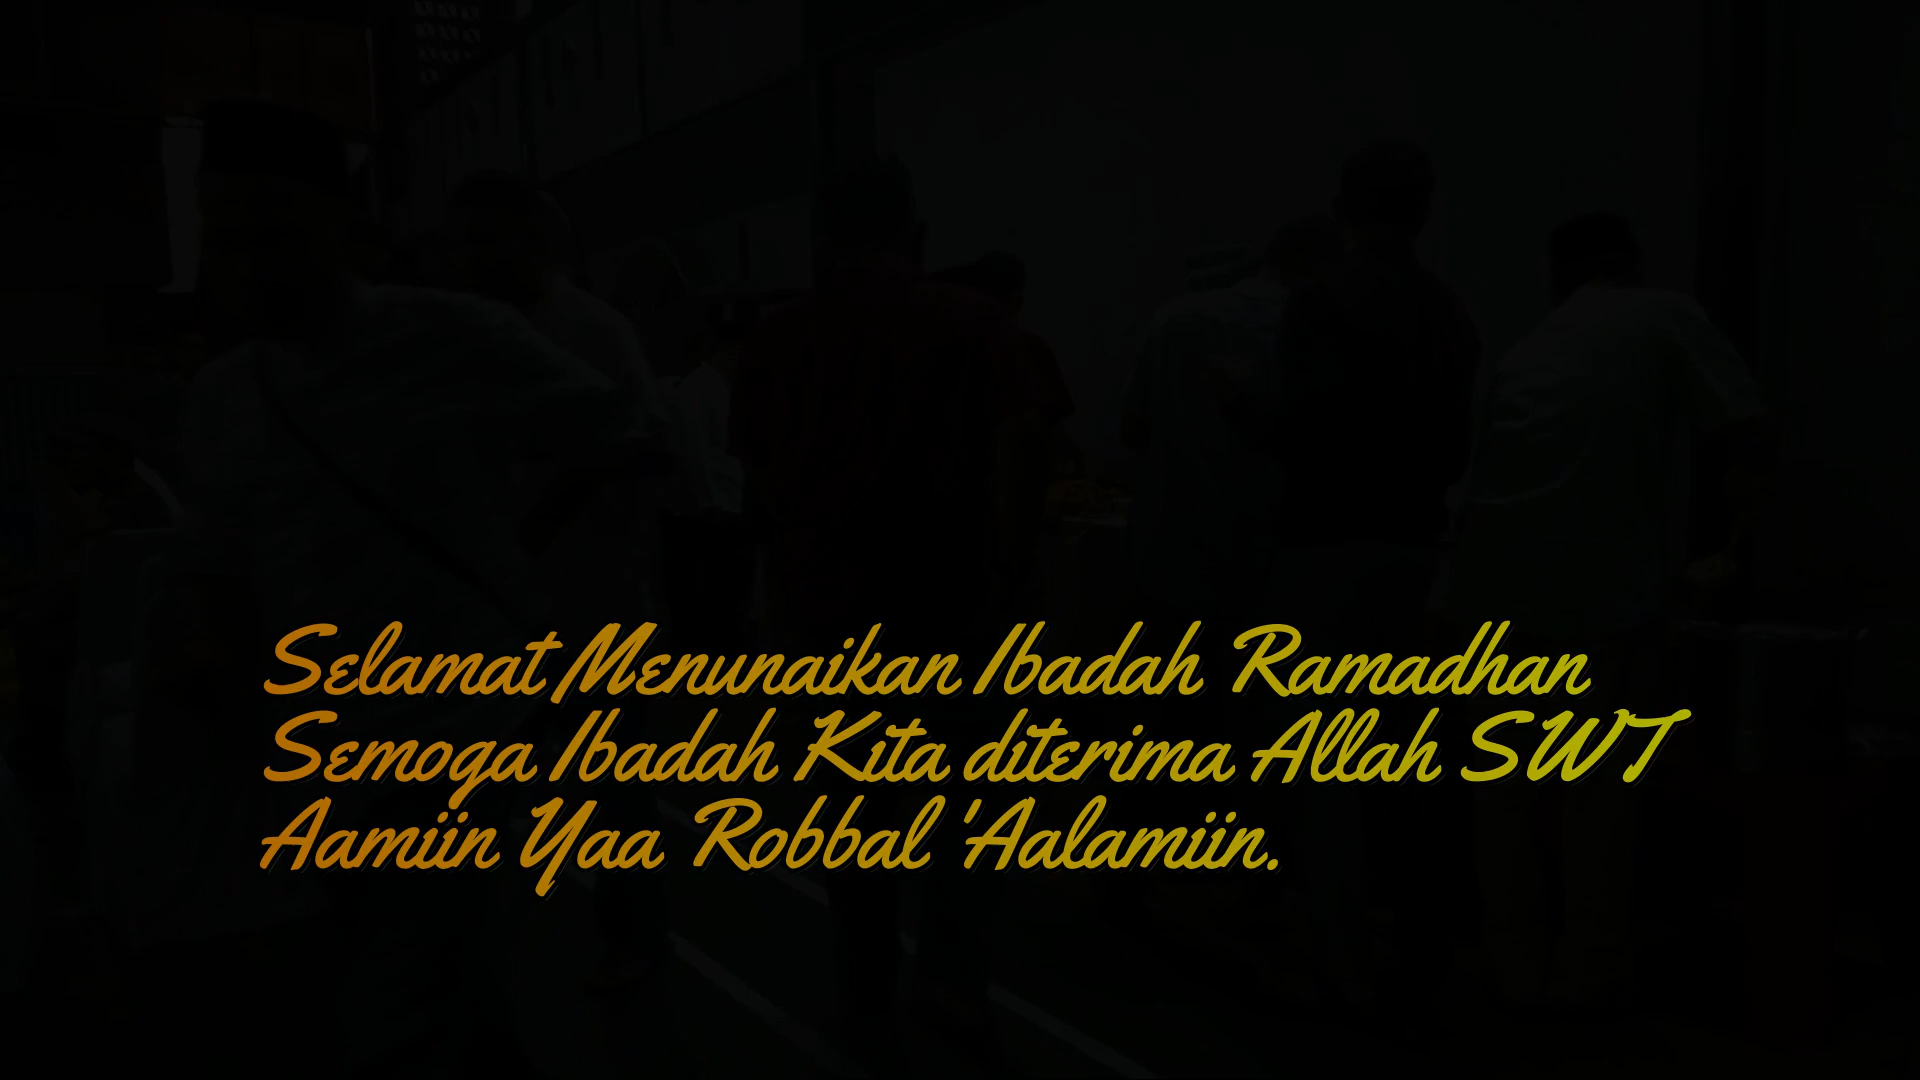 Selamat Menunaikan Ibadah Ramadhan
Semoga Ibadah Kita diterima Allah SWT
Aamiin Yaa Robbal 'Aalamiin.